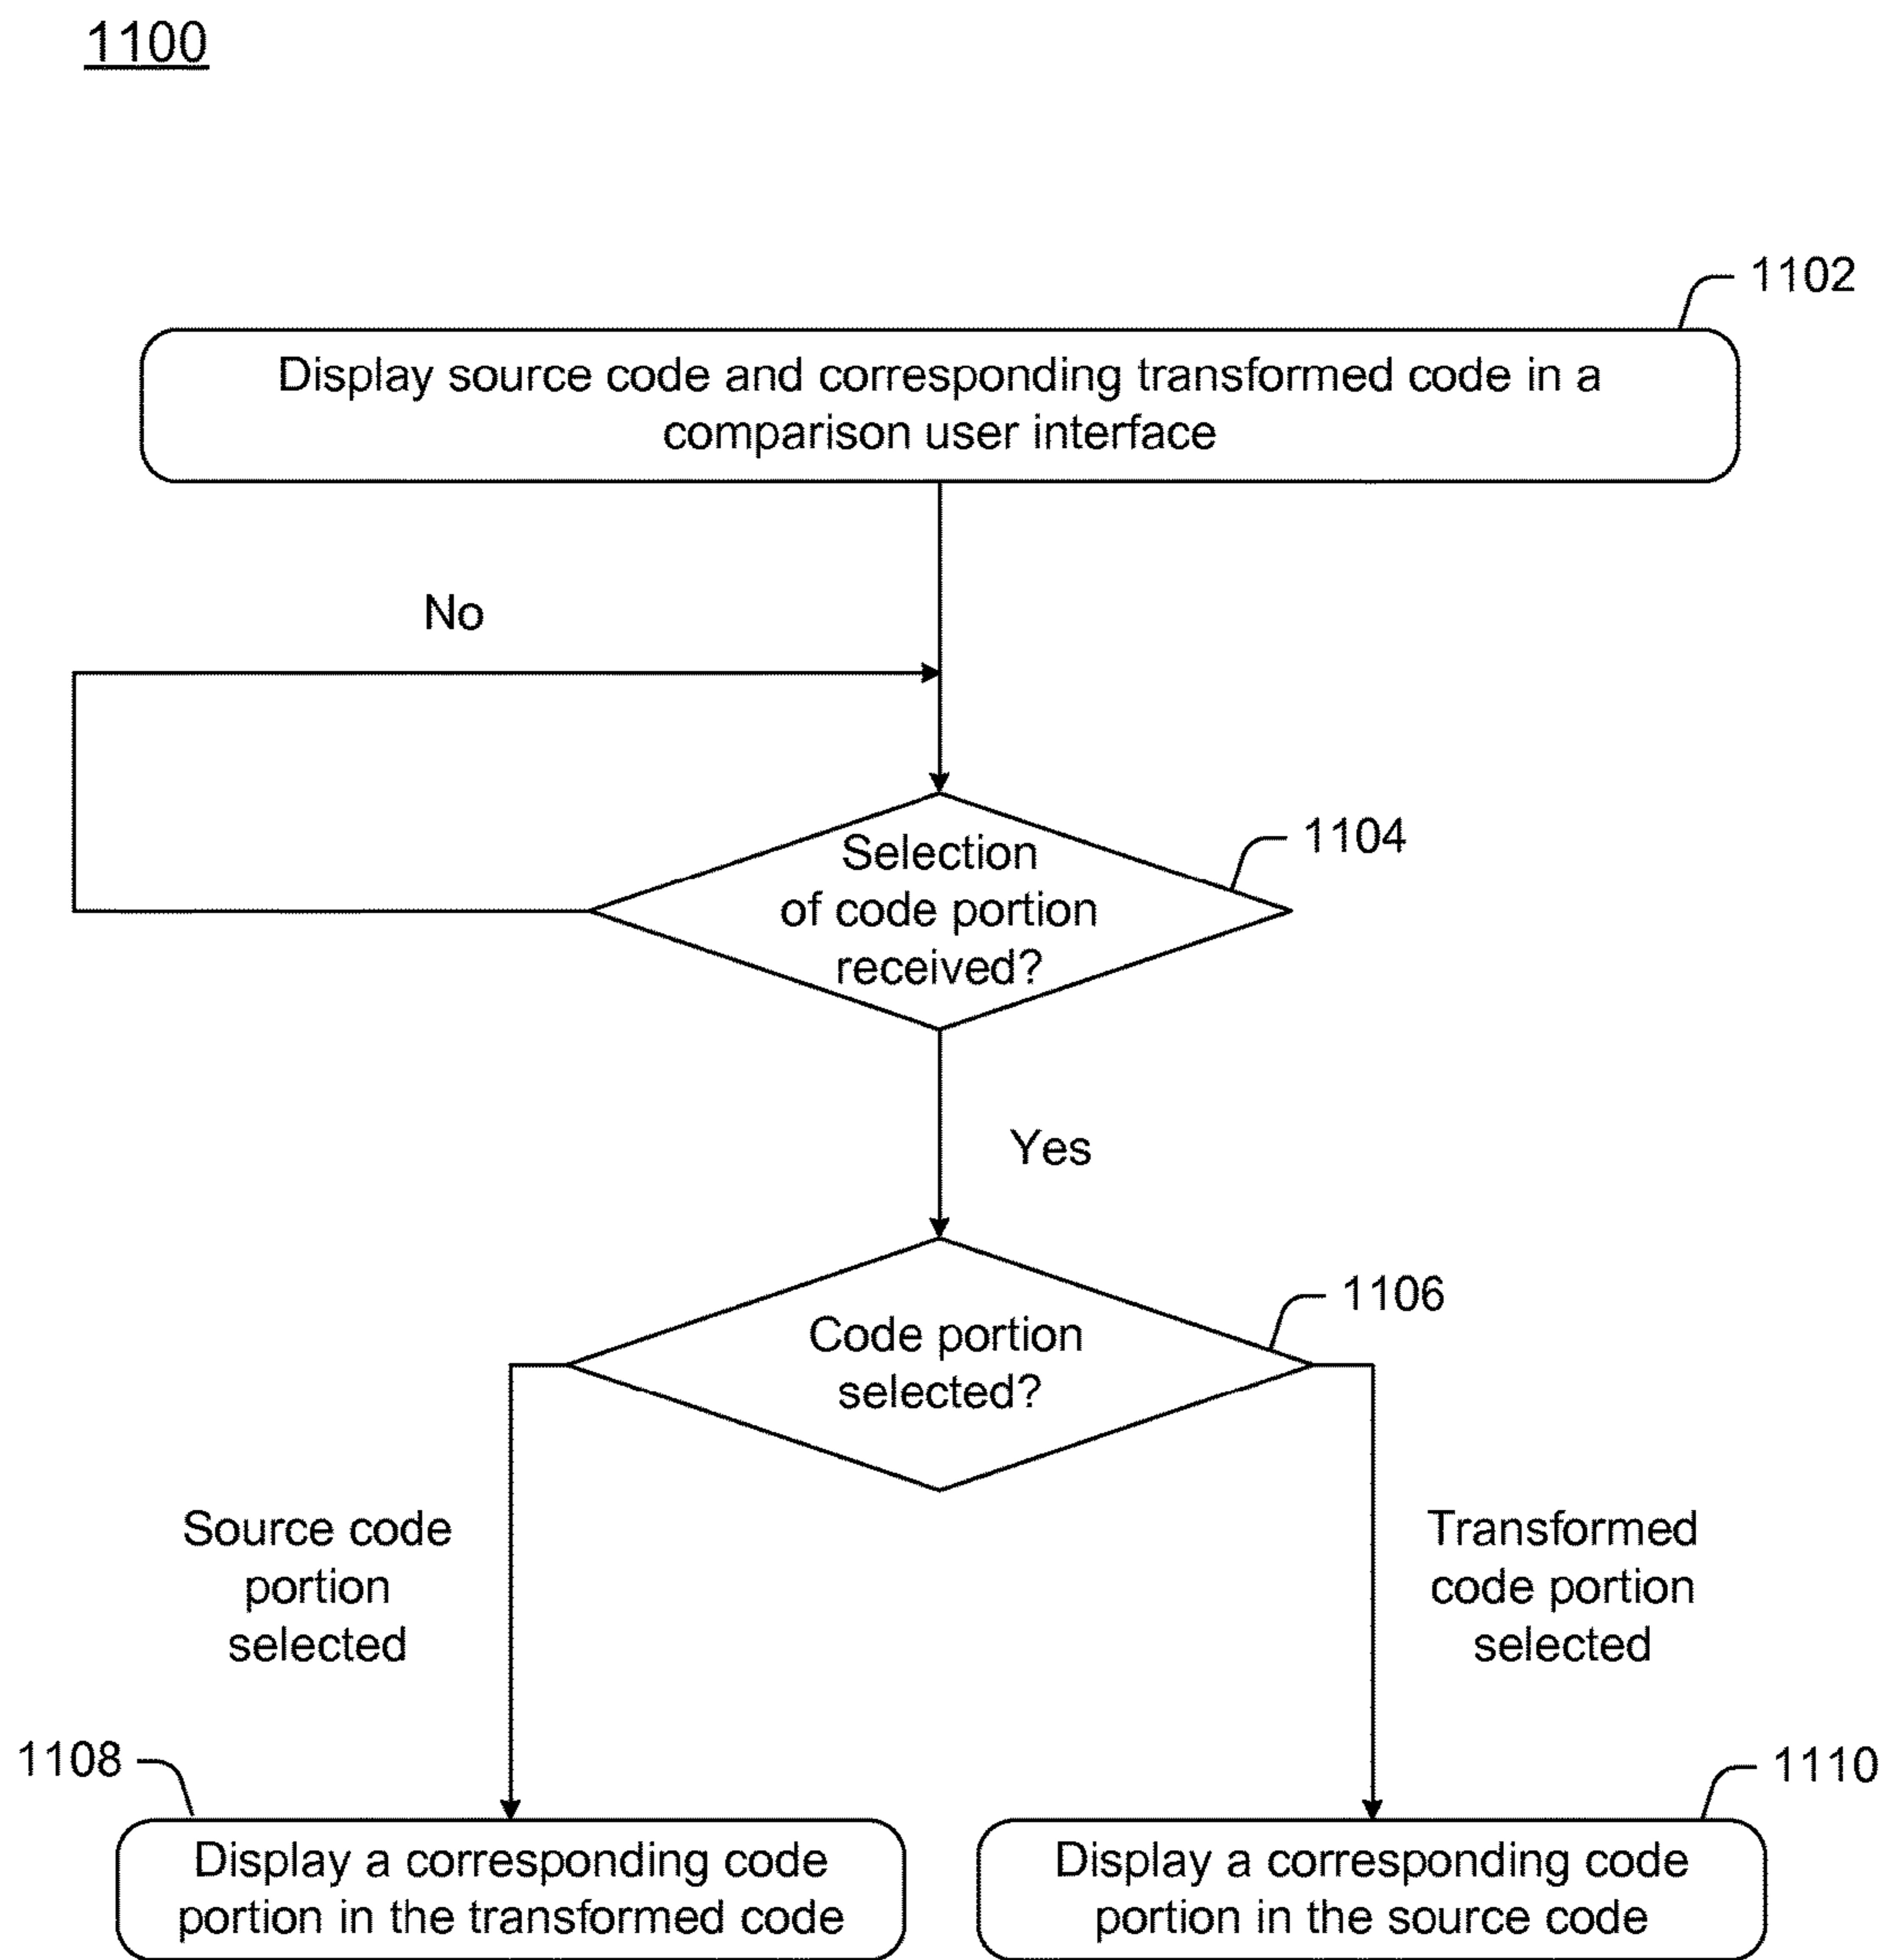 1100
1102
Display source code and corresponding transformed code in a
comparison user interface
No
1104
Selection
of code portion
received?
Yes
1106
Code portion
selected?
Source code
portion
selected
Transformed
code portion
selected
1108
1110
Display a corresponding code
portion in the transformed code
Display a corresponding code
portion in the source code